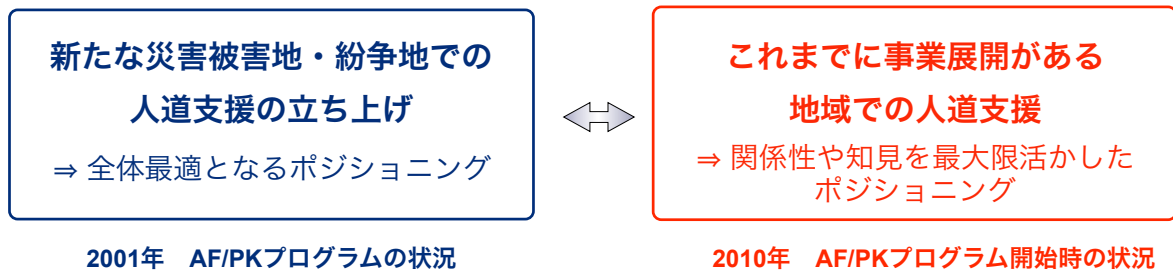 新たな災害被害地・紛争地での
人道支援の立ち上げ
⇒ 全体最適となるポジショニング
2001年　AF/PKプログラムの状況
これまでに事業展開がある
地域での人道支援
⇒ 関係性や知見を最大限活かした
ポジショニング
2010年　AF/PKプログラム開始時の状況